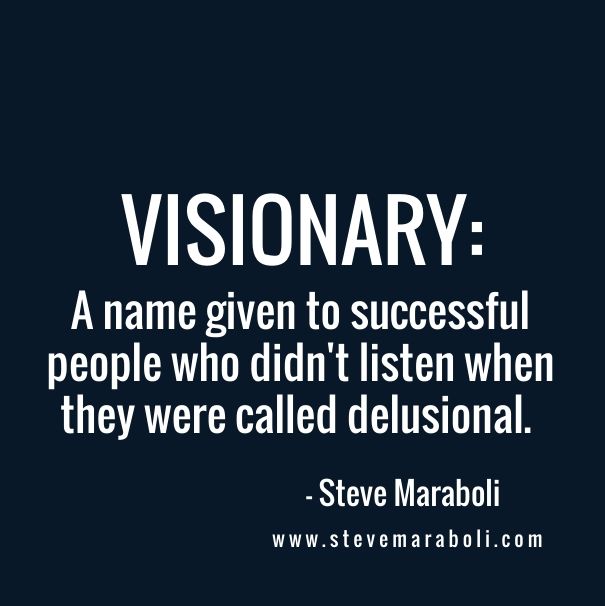 VISIONARY:
A name given to successful
people who didn't listen when
they were called delusional.
- Steve Maraboli
www.stevemaraboli.com